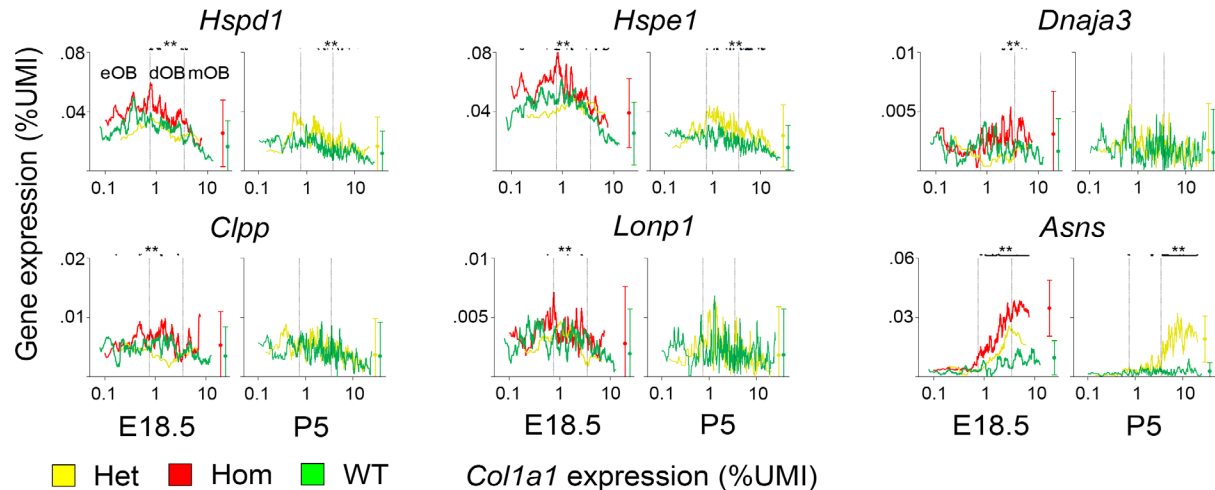 Hspd1 Hspe1 Dnaja3
** ** ** ** **
.08 .08 .01
eOB dOB mOB
.04 .04 .005
0.1 1 10 0.1 1 10 0.1 1 10 0.1 1 10 0.1 1 10 0.1 1 10
Clpp Lonp1 Asns
** ** ** **
.02 .01 .06
.01 .005 .03
0.1 1 10 0.1 1 10 0.1 1 10 0.1 1 10 0.1 1 10 0.1 1 10
Gene expression (%UMI)
E18.5 P5 E18.5 P5 E18.5 P5
Het Hom WT Col1a1 expression (%UMI)